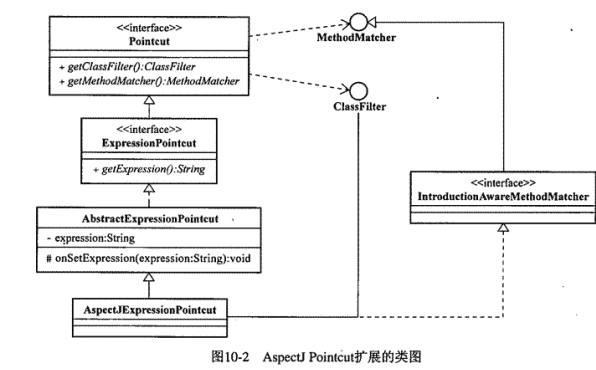 <<interface>>
Pointcut
+ getClassFilter():ClassFilter
+ getMethodMatcher():MethodMatcher
MethodMatcher
ClassFilter
<<interface>>
ExpressionPointcut
+ getExpression():String
<<interface>>
IntroductionAwareMethodMatcher
AbstractExpressionPointcut
- expression:String
# onSetExpression(expression:String):void
AspectJExpressionPointcut
图10-2 AspectJ Pointcut扩展的类图